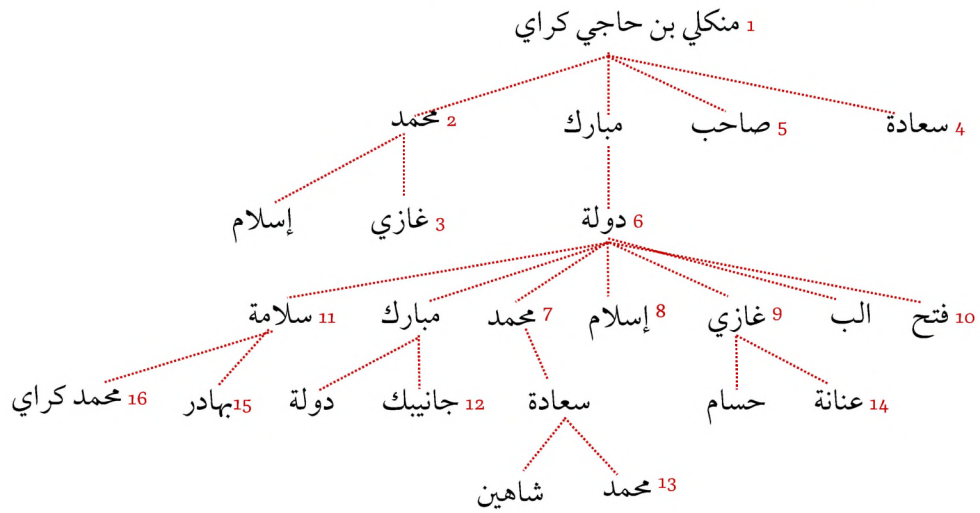 منكلي بن حاجي كراي 1
سعادة 4 صاحب 5 مبارك محمد 2
دولة 6 غازي 3 إسلام
فتح 10 الب غازي 9 إسلام 8 محمد 7 مبارك سلامة 11
عنانة 14 حسام سعادة جانيبك 12 دولة بهادر 15 محمد كراي 16
محمد 13 شاهين